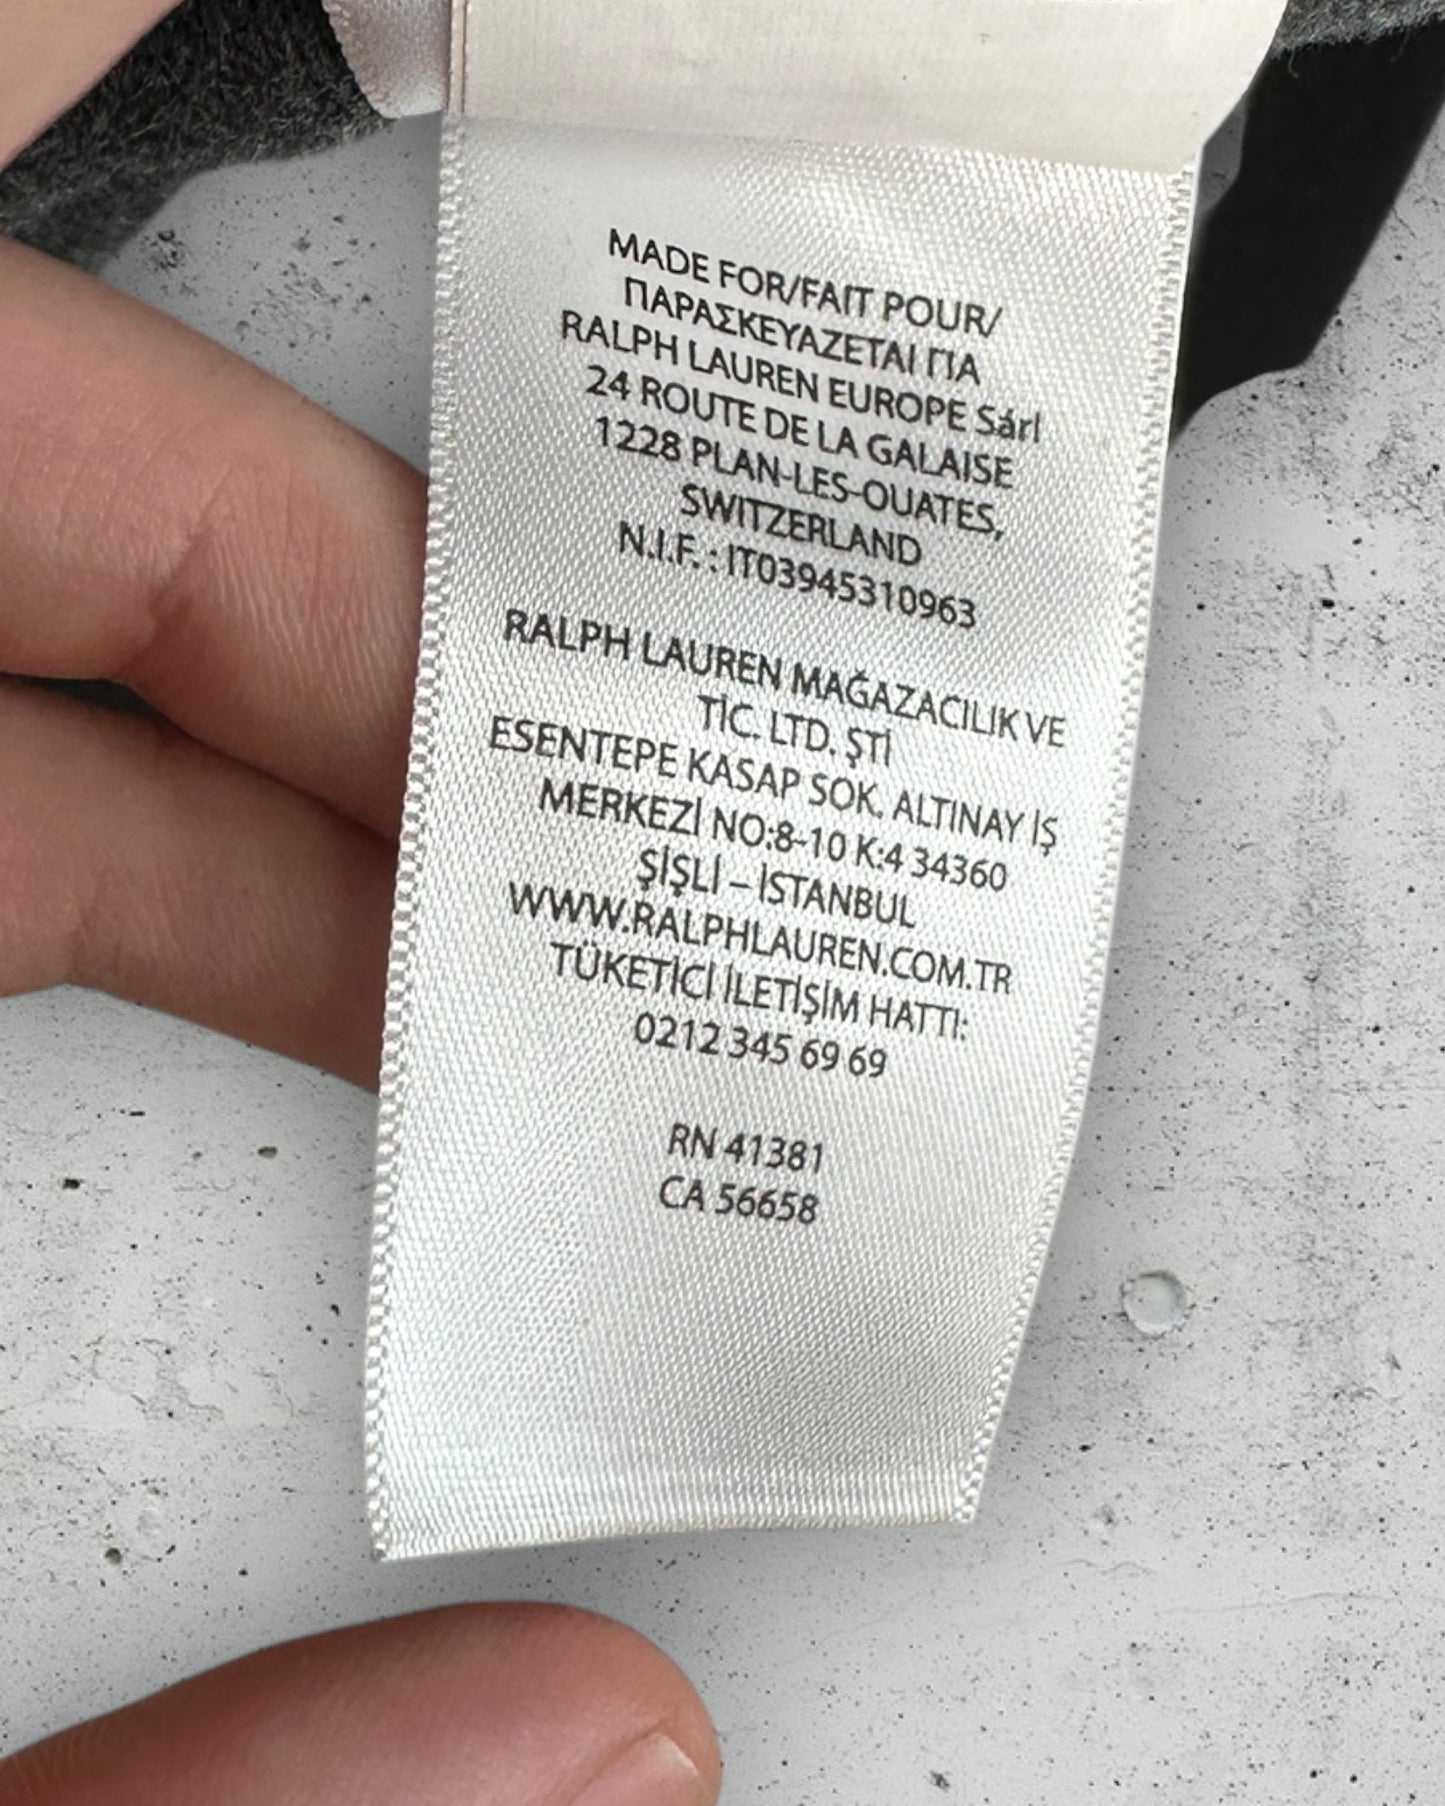 MADE FOR/FAIT POUR/
ΠΑΡΑΣΚΕΥΑΖΕΤΑΙ ΓΙΑ
RALPH LAUREN EUROPE Sárl
24 ROUTE DE LA GALAISE
1228 PLAN-LES-OUATES,
SWITZERLAND
N.I.F. : IT03945310963
RALPH LAUREN MAĞAZACILIK VE
TİC. LTD. ŞTİ
ESENTEPE KASAP SOK. ALTINAY İŞ
MERKEZİ NO:8-10 K:4 34360
ŞİŞLİ – İSTANBUL
WWW.RALPHLAUREN.COM.TR
TÜKETİCİ İLETİŞİM HATTI:
0212 345 69 69
RN 41381
CA 56658